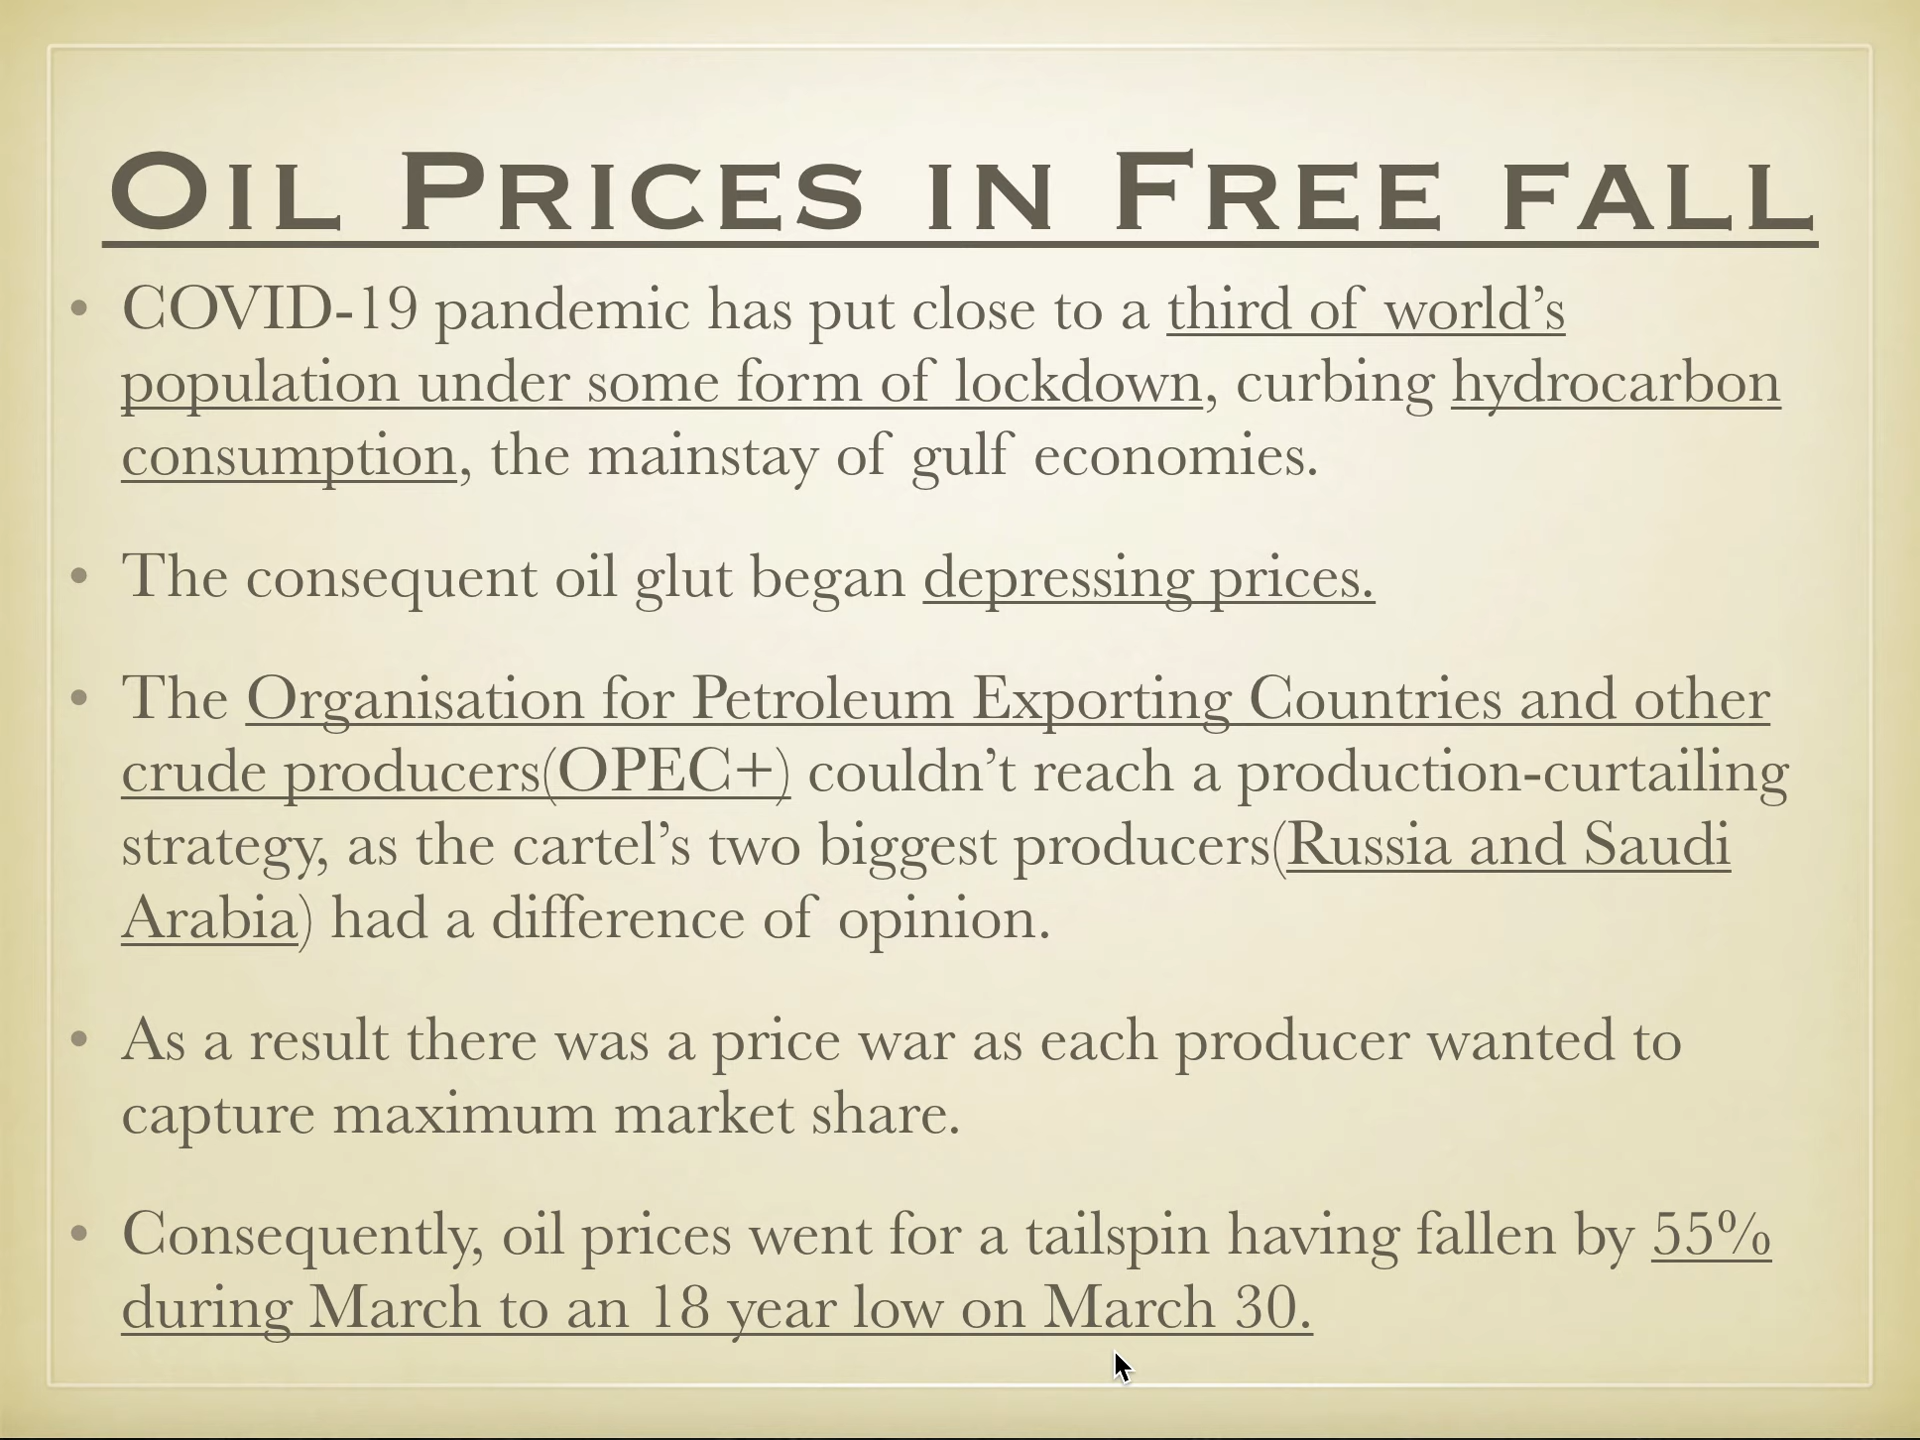 Oil Prices in Free fall
• COVID-19 pandemic has put close to a third of world’s
population under some form of lockdown, curbing hydrocarbon
consumption, the mainstay of gulf economies.
• The consequent oil glut began depressing prices.
• The Organisation for Petroleum Exporting Countries and other
crude producers(OPEC+) couldn’t reach a production-curtailing
strategy, as the cartel’s two biggest producers(Russia and Saudi
Arabia) had a difference of opinion.
• As a result there was a price war as each producer wanted to
capture maximum market share.
• Consequently, oil prices went for a tailspin having fallen by 55%
during March to an 18 year low on March 30.